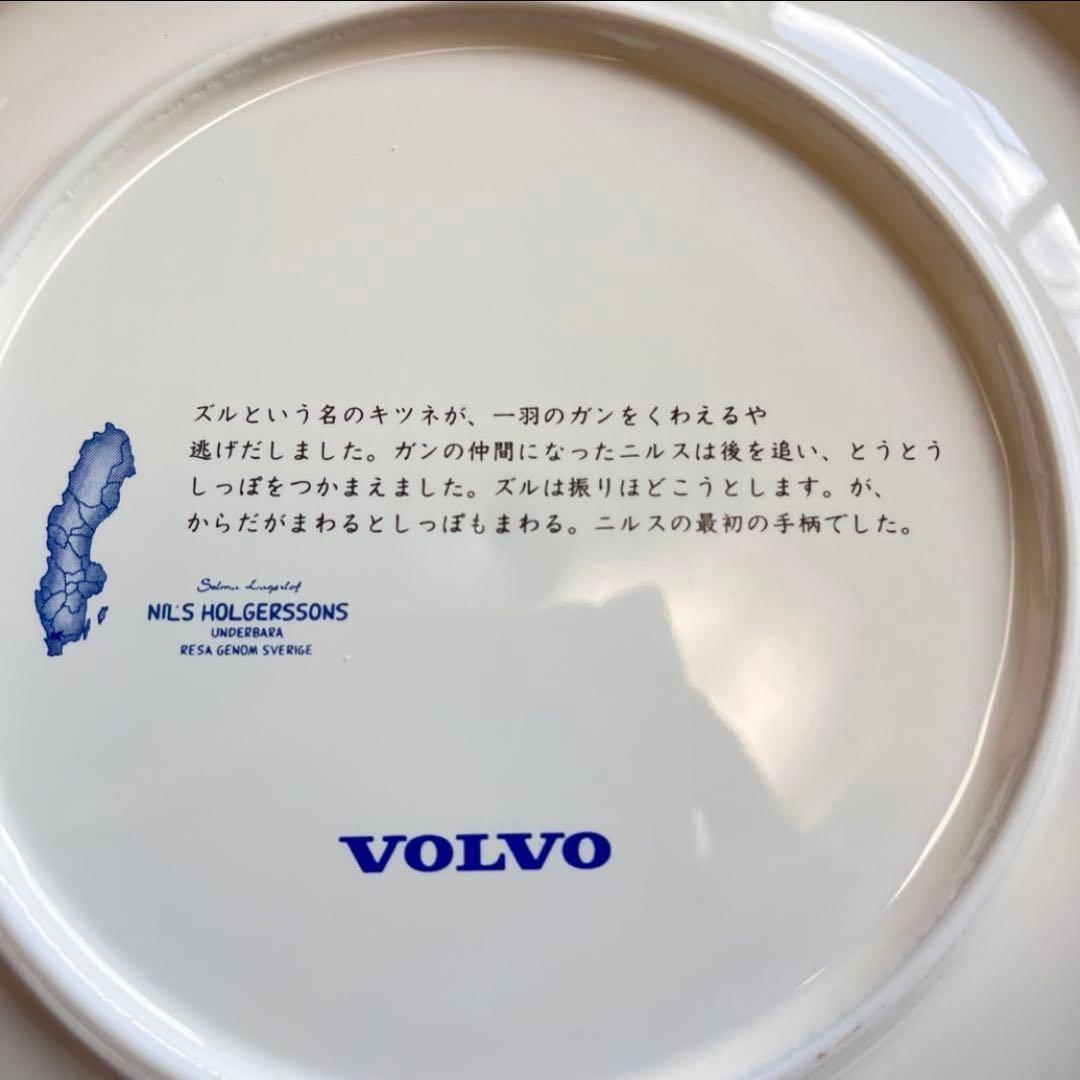 ズルという名のキツネが、一羽のガンをくわえるや
逃げだしました。ガンの仲間になったニルスは後を追い、とうとう
しっぽをつかまえました。ズルは振りほどこうとします。が、
からだがまわるとしっぽもまわる。ニルスの最初の手柄でした。
Selma Lagerlöf
NILS HOLGERSSONS
UNDERBARA
RESA GENOM SVERIGE
VOLVO